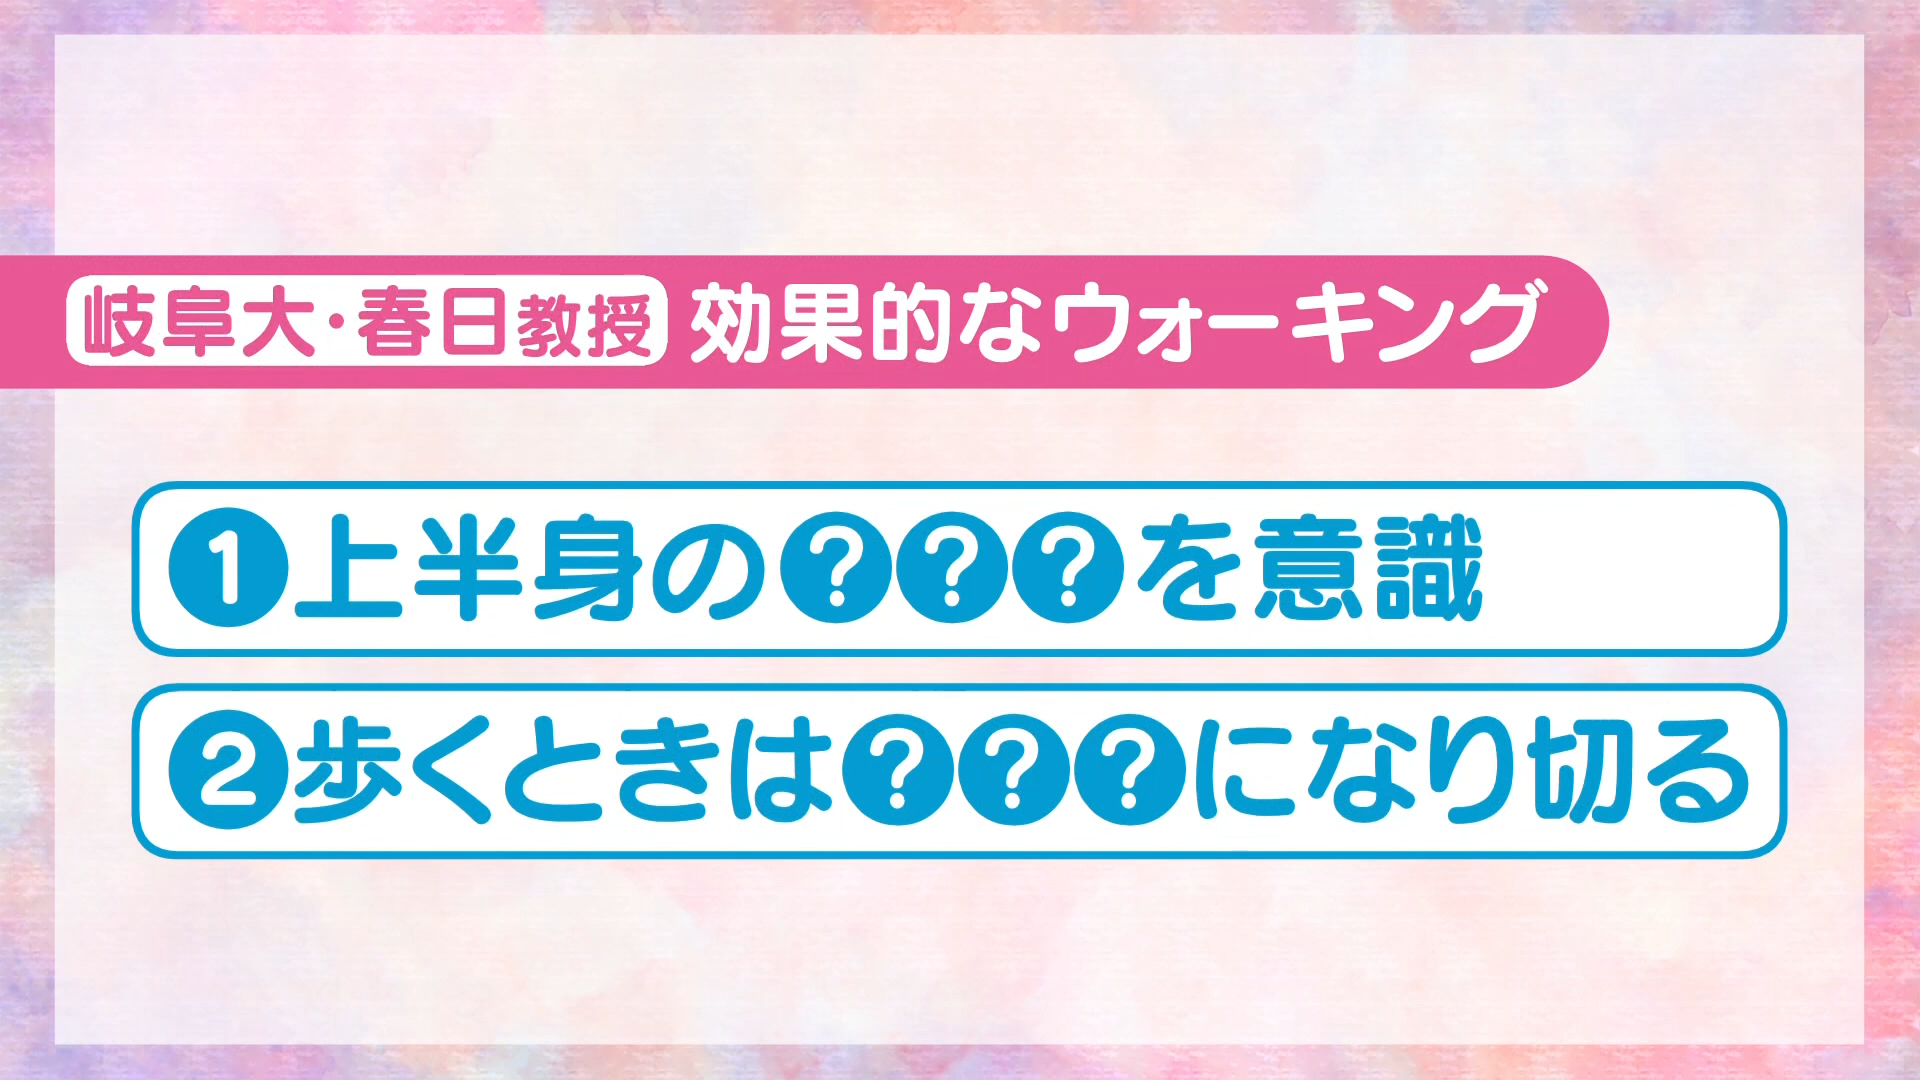 岐阜大・春日教授 効果的なウォーキング
❶上半身の???を意識
❷歩くときは???になり切る